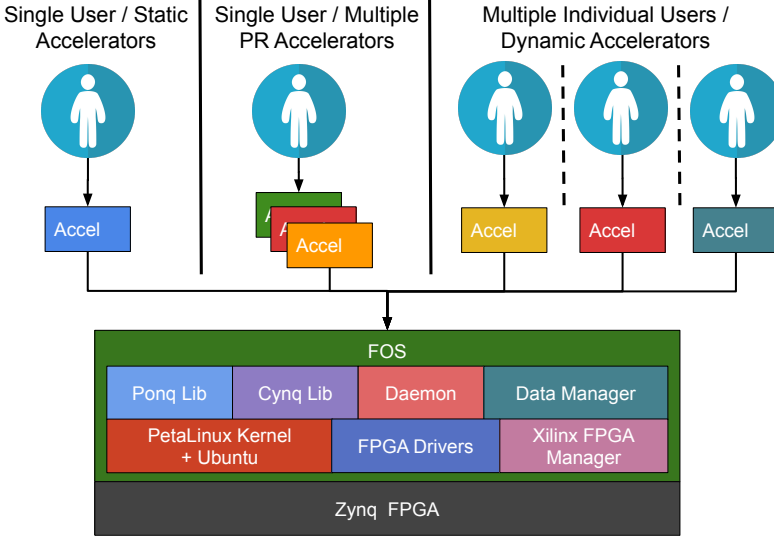 Single User / Static
Accelerators
Single User / Multiple
PR Accelerators
Multiple Individual Users /
Dynamic Accelerators
Accel
A
A
Accel
Accel
Accel
Accel
FOS
Ponq Lib
Cynq Lib
Daemon
Data Manager
PetaLinux Kernel
+ Ubuntu
FPGA Drivers
Xilinx FPGA
Manager
Zynq FPGA